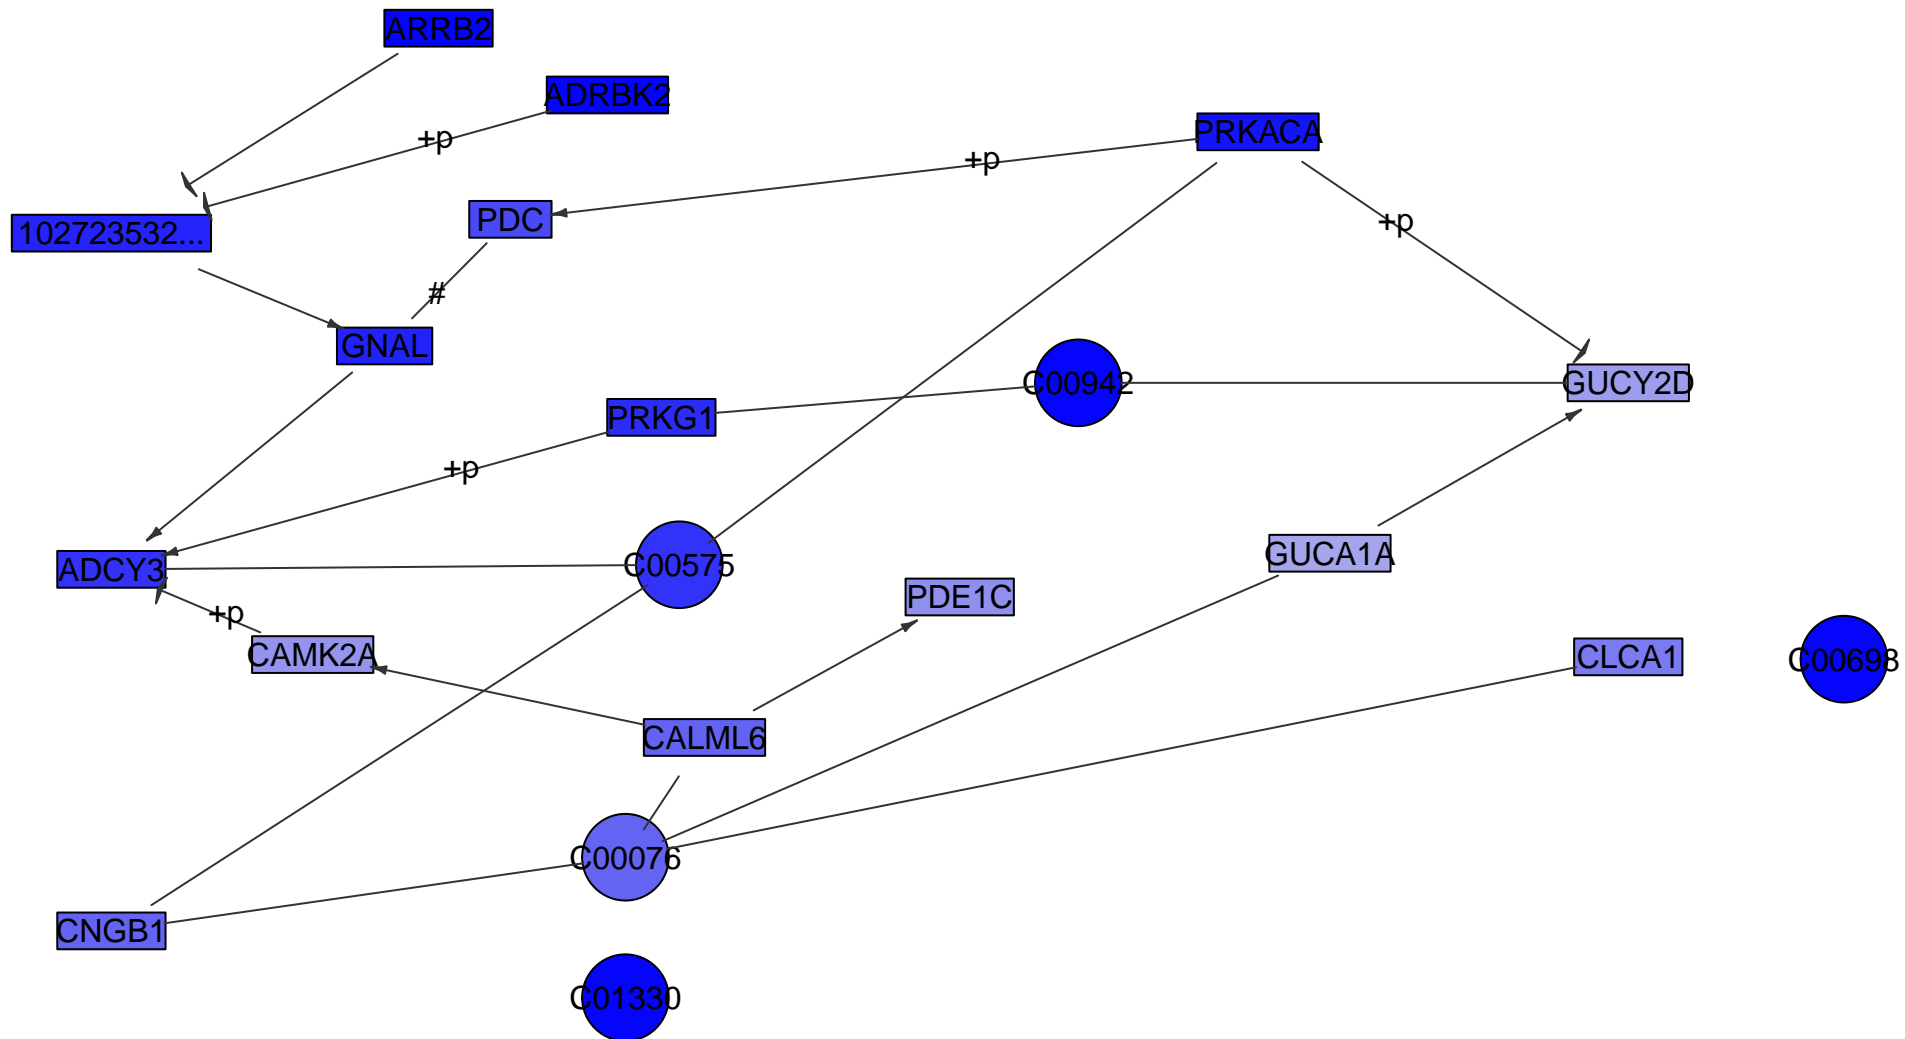 ARRB2
ADRBK2
PRKACA
+p
+p
PDC
102723532...
+p
#
GNAL
C00942
GUCY2D
PRKG1
+p
C00575
GUCA1A
ADCY3
PDE1C
+p
CAMK2A
CLCA1
C00698
CALML6
C00076
CNGB1
C01330